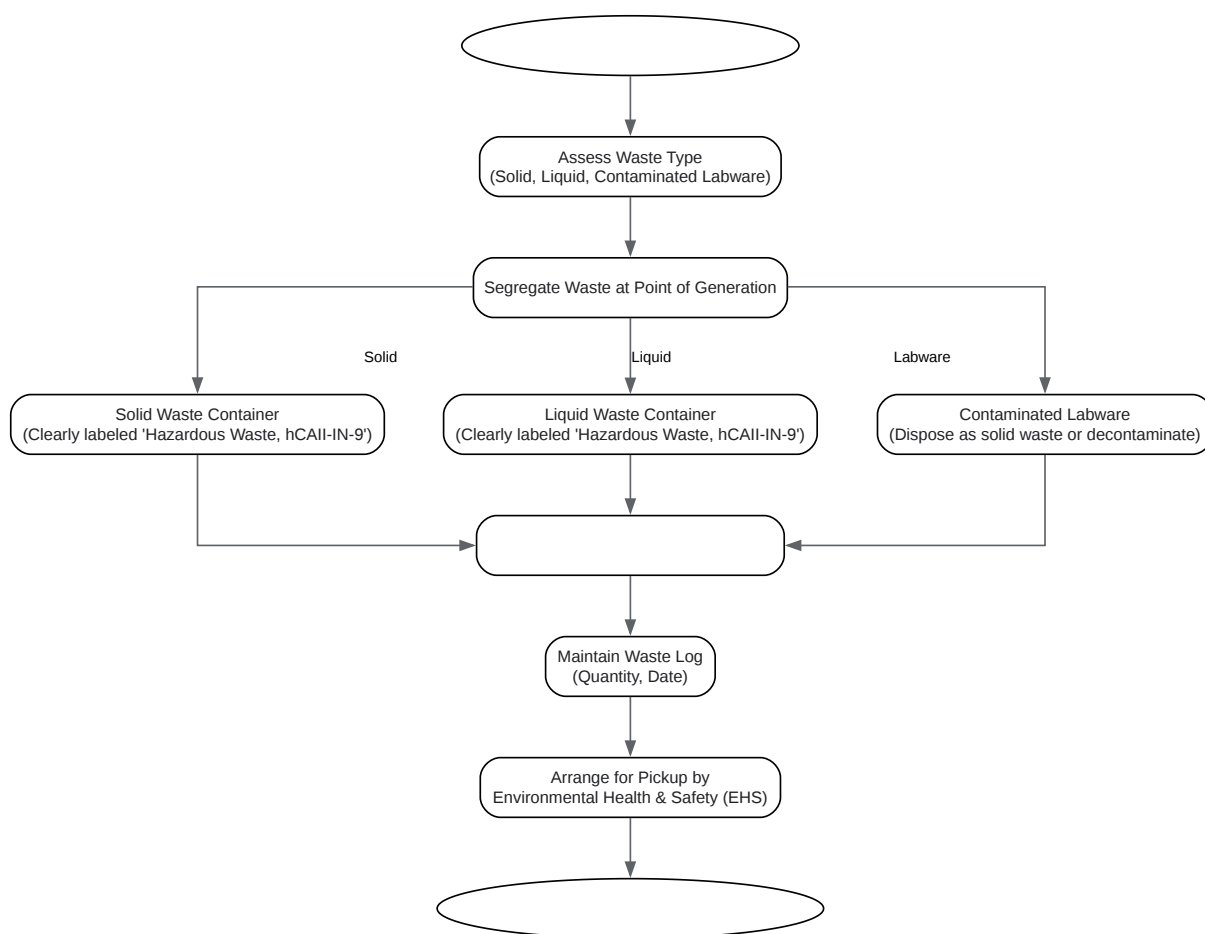 Assess Waste Type
(Solid, Liquid, Contaminated Labware)
Segregate Waste at Point of Generation
Solid
Liquid
Labware
Solid Waste Container
(Clearly labeled 'Hazardous Waste, hCAII-IN-9')
Liquid Waste Container
(Clearly labeled 'Hazardous Waste, hCAII-IN-9')
Contaminated Labware
(Dispose as solid waste or decontaminate)
Maintain Waste Log
(Quantity, Date)
Arrange for Pickup by
Environmental Health & Safety (EHS)